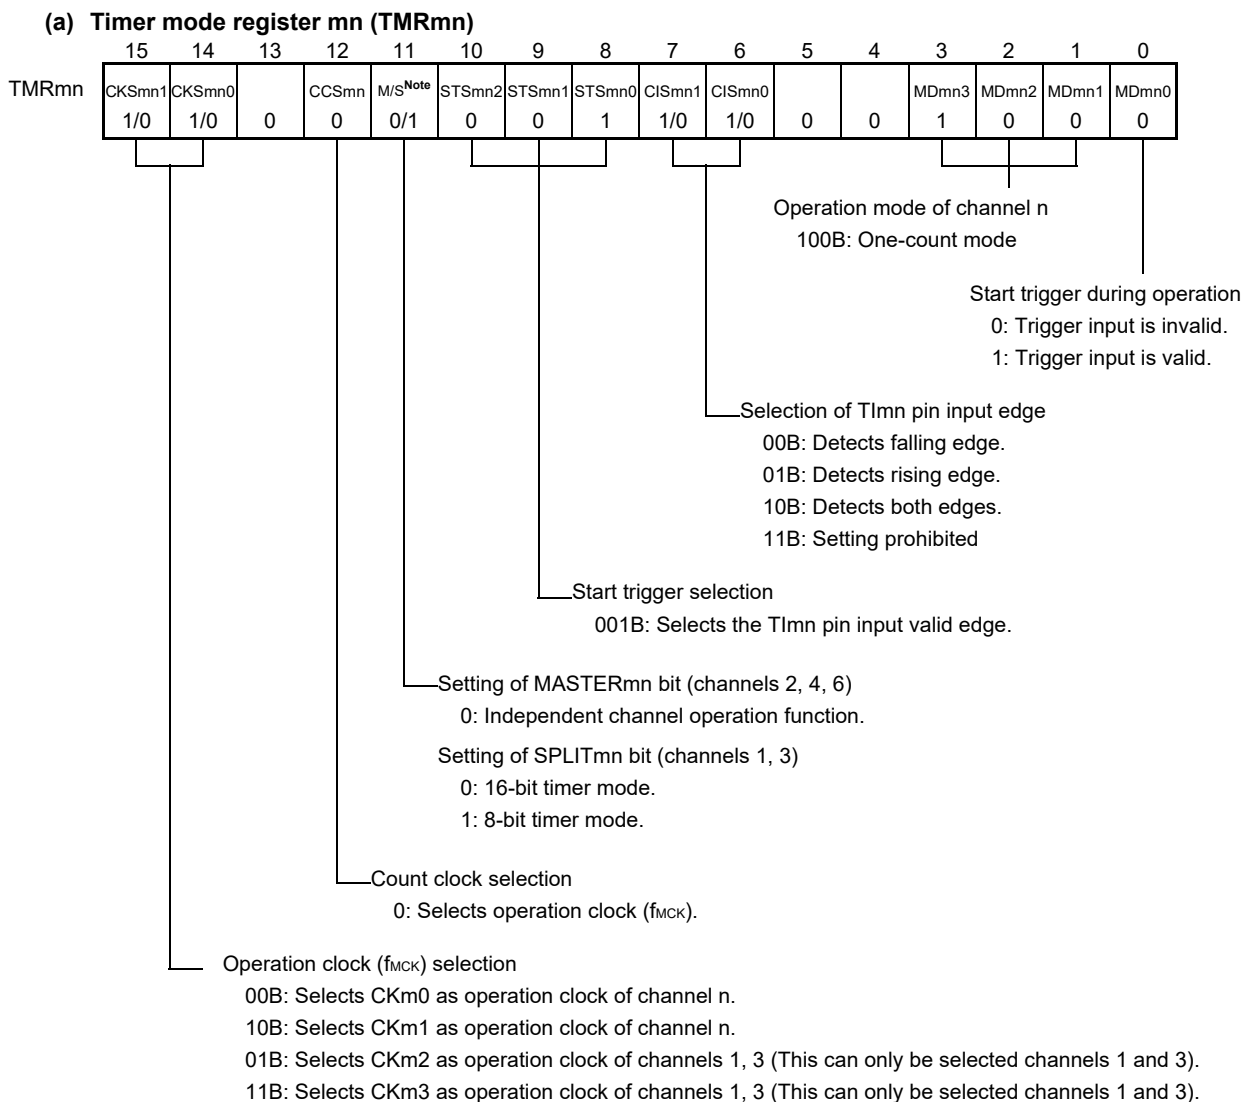 (a) Timer mode register mn (TMRmn)
15 14 13 12 11 10 9 8 7 6 5 4 3 2 1 0
TMRmn CKSmn1 CKSmn0 CCSmn M/SNote STSmn2 STSmn1 STSmn0 CISmn1 CISmn0 MDmn3 MDmn2 MDmn1 MDmn0
1/0 1/0 0 0 0/1 0 0 1 1/0 1/0 0 0 1 0 0 0
Operation mode of channel n
100B: One-count mode
Start trigger during operation
0: Trigger input is invalid.
1: Trigger input is valid.
Selection of TImn pin input edge
00B: Detects falling edge.
01B: Detects rising edge.
10B: Detects both edges.
11B: Setting prohibited
Start trigger selection
001B: Selects the TImn pin input valid edge.
Setting of MASTERmn bit (channels 2, 4, 6)
0: Independent channel operation function.
Setting of SPLITmn bit (channels 1, 3)
0: 16-bit timer mode.
1: 8-bit timer mode.
Count clock selection
0: Selects operation clock (fMCK).
Operation clock (fMCK) selection
00B: Selects CKm0 as operation clock of channel n.
10B: Selects CKm1 as operation clock of channel n.
01B: Selects CKm2 as operation clock of channels 1, 3 (This can only be selected channels 1 and 3).
11B: Selects CKm3 as operation clock of channels 1, 3 (This can only be selected channels 1 and 3).